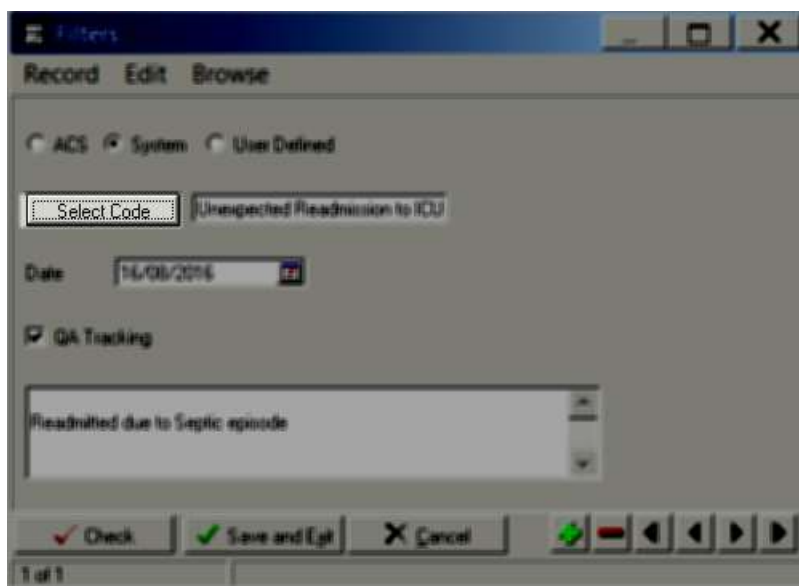 Filters
Record Edit Browse
ACS System User Defined
Select Code Unexpected Readmission to ICU
Date 16/08/2016
QA Tracking
Readmitted due to Septic episode
Check Save and Exit Cancel
1 of 1